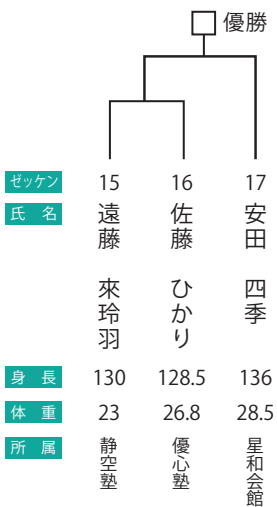 優勝
ゼッケン 15 16 17
氏名 遠藤 來玲羽 佐藤 ひかり 安田 四季
身長 130 128.5 136
体重 23 26.8 28.5
所属 静空塾 優心塾 星和会館